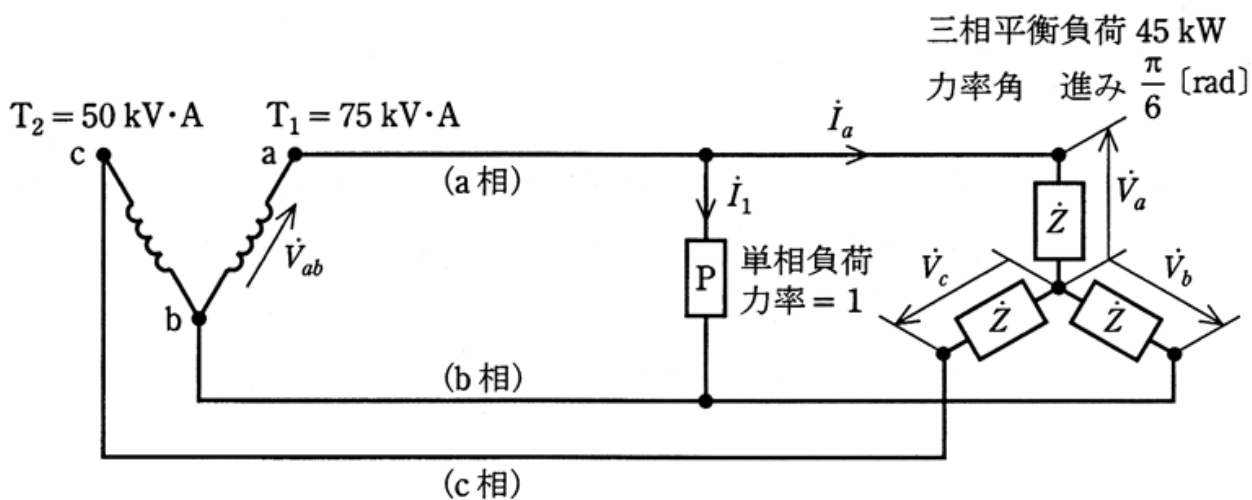 三相平衡負荷 45 kW
力率角 進み π/6 〔rad〕
T₂ = 50 kV·A
T₁ = 75 kV·A
c
a
(a 相)
İₐ
İ₁
V̇ₐ
Ż
V̇ab
P
単相負荷
力率 = 1
V̇c
V̇b
Ż
Ż
b
(b 相)
(c 相)